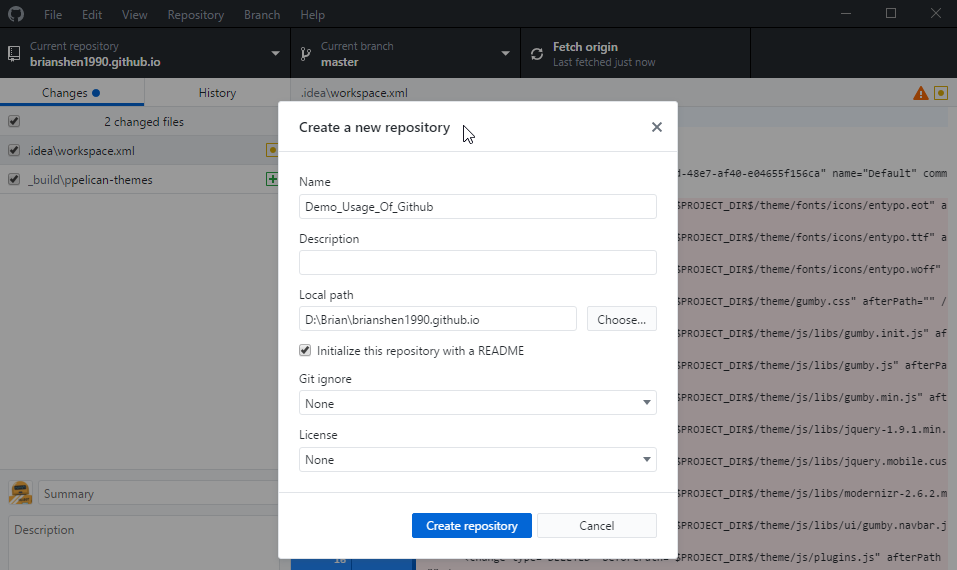 File Edit View Repository Branch Help
Current repository
brianshen1990.github.io
Current branch
master
Fetch origin
Last fetched just now
Changes History
.idea\workspace.xml
2 changed files
.idea\workspace.xml
_build\ppelican-themes
Create a new repository
Name
Demo_Usage_Of_Github
Description
Local path
D:\Brian\brianshen1990.github.io
Choose...
Initialize this repository with a README
Git ignore
None
License
None
Create repository
Cancel
d-48e7-af40-e04655f156ca" name="Default" comm
$PROJECT_DIR$/theme/fonts/icons/entypo.eot" a
$PROJECT_DIR$/theme/fonts/icons/entypo.ttf" a
$PROJECT_DIR$/theme/fonts/icons/entypo.woff"
$PROJECT_DIR$/theme/gumby.css" afterPath="" /
$PROJECT_DIR$/theme/js/libs/gumby.init.js" af
$PROJECT_DIR$/theme/js/libs/gumby.js" afterPa
$PROJECT_DIR$/theme/js/libs/gumby.min.js" aft
$PROJECT_DIR$/theme/js/libs/jquery-1.9.1.min.
$PROJECT_DIR$/theme/js/libs/jquery.mobile.cus
$PROJECT_DIR$/theme/js/libs/modernizr-2.6.2.m
$PROJECT_DIR$/theme/js/libs/ui/gumby.navbar.j
$PROJECT_DIR$/theme/js/plugins.js" afterPath
Summary
Description